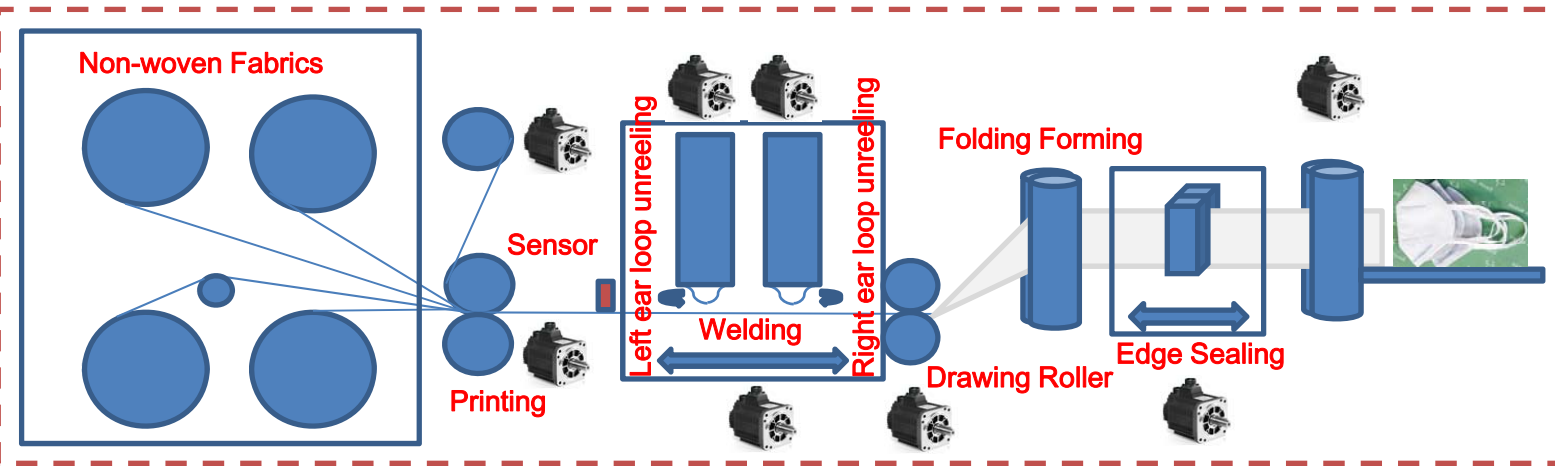 Non-woven Fabrics
Sensor
Printing
Left ear loop unreeling
Welding
Right ear loop unreeling
Folding Forming
Drawing Roller
Edge Sealing